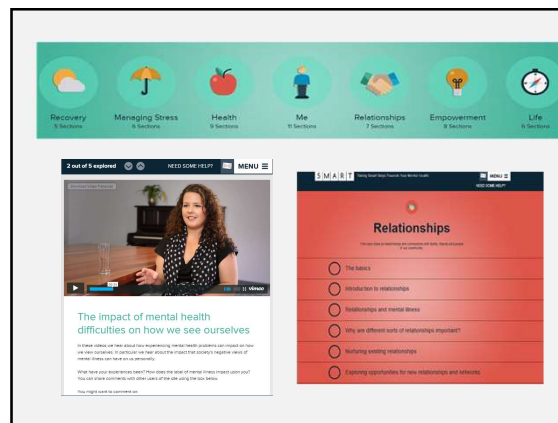 Recovery
5 Sections
Managing Stress
6 Sections
Health
9 Sections
Me
11 Sections
Relationships
7 Sections
Empowerment
8 Sections
Life
2 out of 5 explored
NEED SOME HELP?
MENU
vimeo
The impact of mental health
difficulties on how we see ourselves
In these videos we hear about how experiencing mental health problems can impact on how
we view ourselves. In particular we hear about the impact that society's negative views of
mental illness can have on us personally.
What have your experiences been? How does the label of mental illness impact upon you?
You can share comments with other users of the site using the box below.
You might want to comment on
SMART
MENU
NEED SOME HELP?
Relationships
The basics
Introduction to relationships
Relationships and mental illness
Why are different sorts of relationships important?
Nurturing existing relationships
Exploring opportunities for new relationships and networks